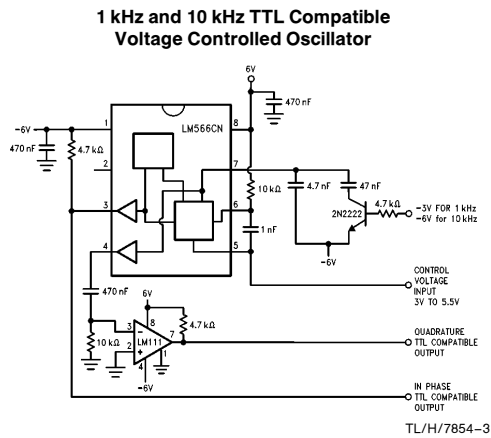 1 kHz and 10 kHz TTL Compatible
Voltage Controlled Oscillator
6V
470 nF
-6V
1
LM566CN
8
470 nF
4.7 kΩ
2
7
10 kΩ
4.7 nF
47 nF
4.7 kΩ
-3V FOR 1 kHz
-6V for 10 kHz
2N2222
3
6
1 nF
4
5
-6V
470 nF
CONTROL
VOLTAGE
INPUT
3V TO 5.5V
6V
8
4.7 kΩ
3
-
7
10 kΩ
LM111
2
+
1
4
-6V
QUADRATURE
TTL COMPATIBLE
OUTPUT
IN PHASE
TTL COMPATIBLE
OUTPUT
TL/H/7854-3